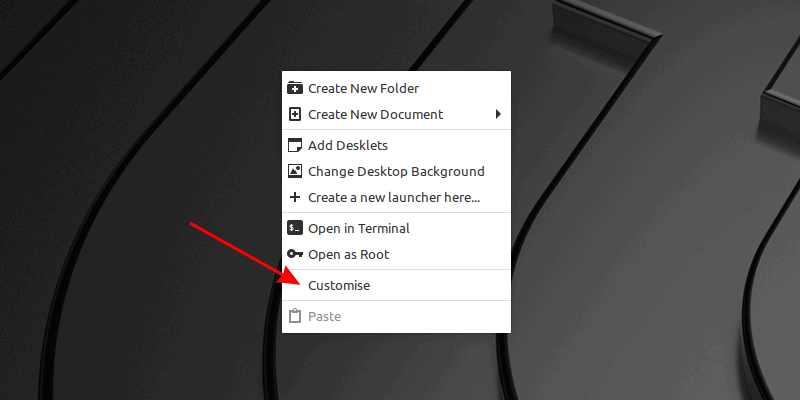 Create New Folder
Create New Document
Add Desklets
Change Desktop Background
Create a new launcher here...
Open in Terminal
Open as Root
Customise
Paste